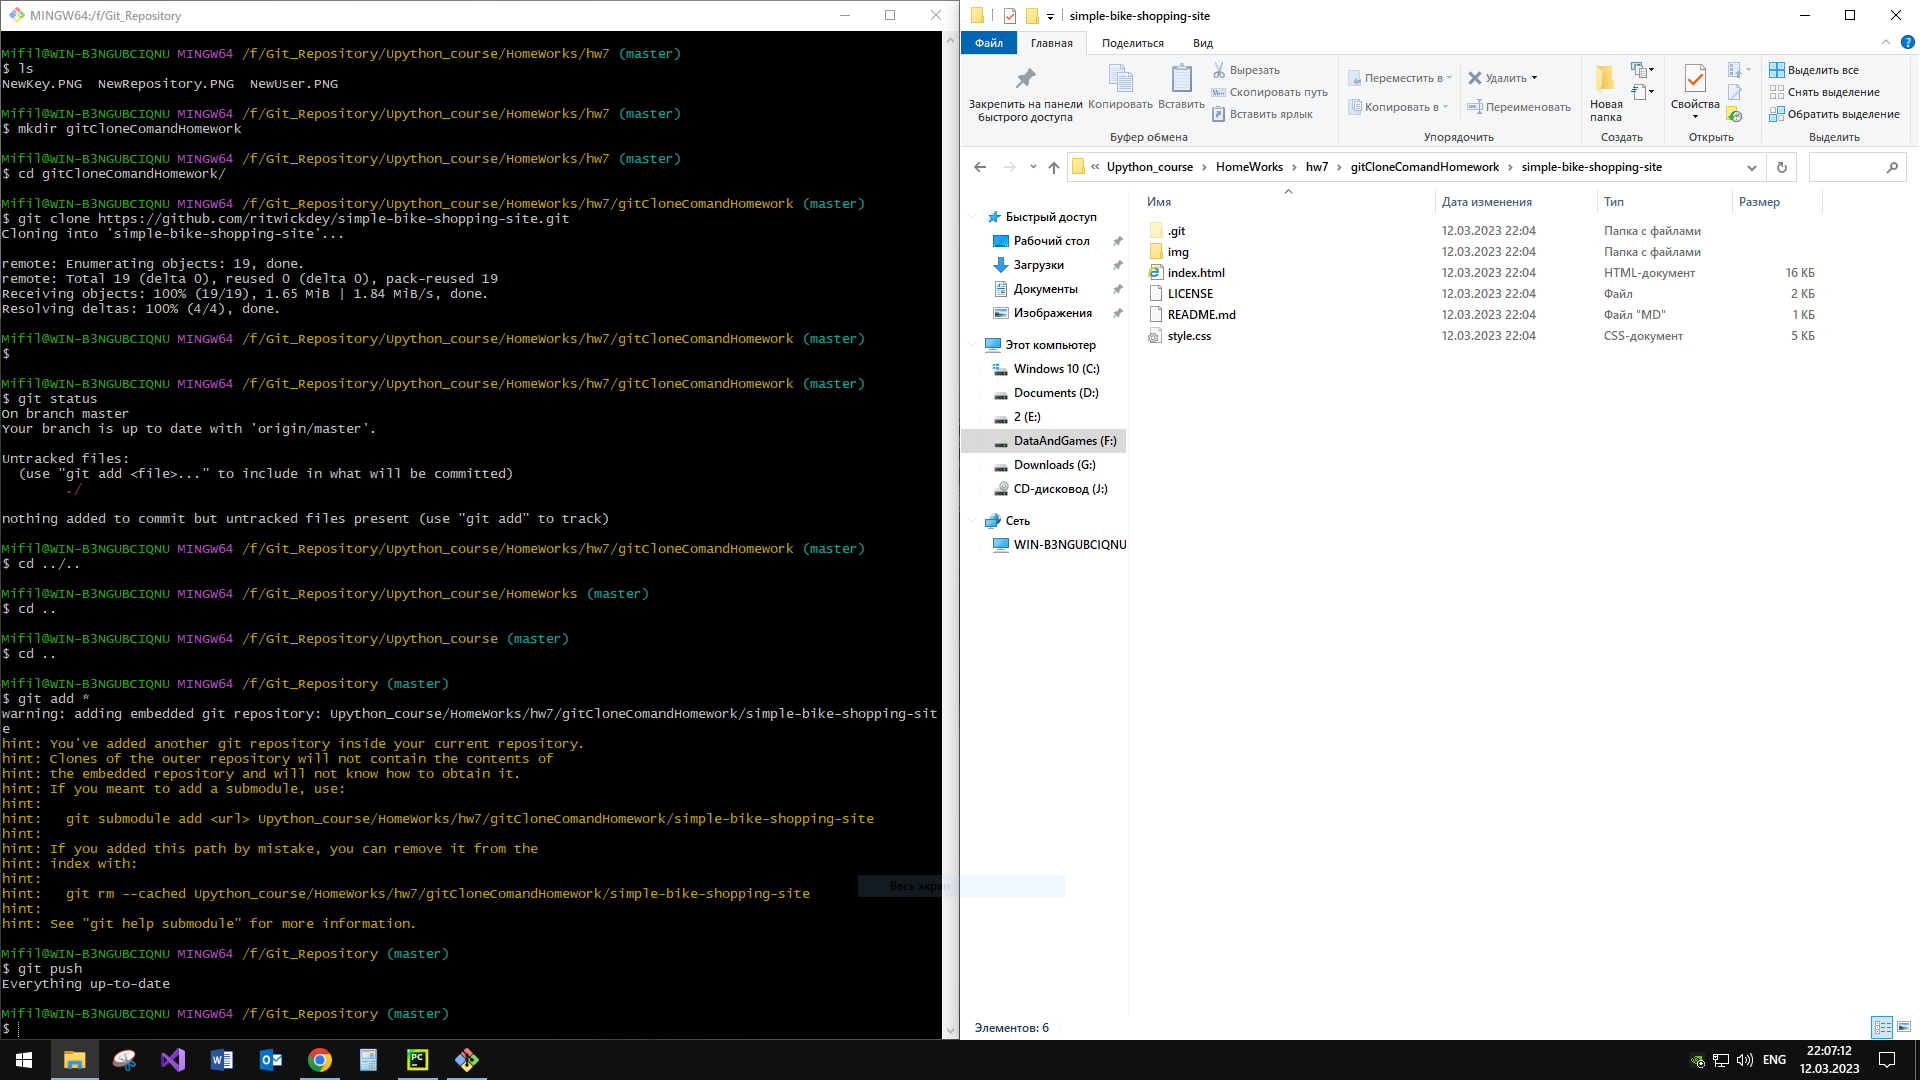 MINGW64:/f/Git_Repository
Mifil@WIN-B3NGUBCIQNU MINGW64 /f/Git_Repository/Upython_course/HomeWorks/hw7 (master)
$ ls
NewKey.PNG  NewRepository.PNG  NewUser.PNG
Mifil@WIN-B3NGUBCIQNU MINGW64 /f/Git_Repository/Upython_course/HomeWorks/hw7 (master)
$ mkdir gitCloneComandHomework
Mifil@WIN-B3NGUBCIQNU MINGW64 /f/Git_Repository/Upython_course/HomeWorks/hw7 (master)
$ cd gitCloneComandHomework/
Mifil@WIN-B3NGUBCIQNU MINGW64 /f/Git_Repository/Upython_course/HomeWorks/hw7/gitCloneComandHomework (master)
$ git clone https://github.com/ritwickdey/simple-bike-shopping-site.git
Cloning into 'simple-bike-shopping-site'...
remote: Enumerating objects: 19, done.
remote: Total 19 (delta 0), reused 0 (delta 0), pack-reused 19
Receiving objects: 100% (19/19), 1.65 MiB | 1.84 MiB/s, done.
Resolving deltas: 100% (4/4), done.
Mifil@WIN-B3NGUBCIQNU MINGW64 /f/Git_Repository/Upython_course/HomeWorks/hw7/gitCloneComandHomework (master)
$
Mifil@WIN-B3NGUBCIQNU MINGW64 /f/Git_Repository/Upython_course/HomeWorks/hw7/gitCloneComandHomework (master)
$ git status
On branch master
Your branch is up to date with 'origin/master'.
Untracked files:
  (use "git add <file>..." to include in what will be committed)
        ./
nothing added to commit but untracked files present (use "git add" to track)
Mifil@WIN-B3NGUBCIQNU MINGW64 /f/Git_Repository/Upython_course/HomeWorks/hw7/gitCloneComandHomework (master)
$ cd ../..
Mifil@WIN-B3NGUBCIQNU MINGW64 /f/Git_Repository/Upython_course/HomeWorks (master)
$ cd ..
Mifil@WIN-B3NGUBCIQNU MINGW64 /f/Git_Repository/Upython_course (master)
$ cd ..
Mifil@WIN-B3NGUBCIQNU MINGW64 /f/Git_Repository (master)
$ git add *
warning: adding embedded git repository: Upython_course/HomeWorks/hw7/gitCloneComandHomework/simple-bike-shopping-sit
e
hint: You've added another git repository inside your current repository.
hint: Clones of the outer repository will not contain the contents of
hint: the embedded repository and will not know how to obtain it.
hint: If you meant to add a submodule, use:
hint:
hint:   git submodule add <url> Upython_course/HomeWorks/hw7/gitCloneComandHomework/simple-bike-shopping-site
hint:
hint: If you added this path by mistake, you can remove it from the
hint: index with:
hint:
hint:   git rm --cached Upython_course/HomeWorks/hw7/gitCloneComandHomework/simple-bike-shopping-site
hint:
hint: See "git help submodule" for more information.
Mifil@WIN-B3NGUBCIQNU MINGW64 /f/Git_Repository (master)
$ git push
Everything up-to-date
Mifil@WIN-B3NGUBCIQNU MINGW64 /f/Git_Repository (master)
$
Весь экран
simple-bike-shopping-site
Файл Главная Поделиться Вид
Закрепить на панели быстрого доступа
Копировать
Вставить
Вырезать
Скопировать путь
Вставить ярлык
Буфер обмена
Переместить в
Копировать в
Удалить
Переименовать
Упорядочить
Новая папка
Создать
Свойства
Открыть
Выделить все
Снять выделение
Обратить выделение
Выделить
« Upython_course › HomeWorks › hw7 › gitCloneComandHomework › simple-bike-shopping-site
Быстрый доступ
Рабочий стол
Загрузки
Документы
Изображения
Этот компьютер
Windows 10 (C:)
Documents (D:)
2 (E:)
DataAndGames (F:)
Downloads (G:)
CD-дисковод (J:)
Сеть
WIN-B3NGUBCIQNU
Имя Дата изменения Тип Размер
.git 12.03.2023 22:04 Папка с файлами
img 12.03.2023 22:04 Папка с файлами
index.html 12.03.2023 22:04 HTML-документ 16 КБ
LICENSE 12.03.2023 22:04 Файл 2 КБ
README.md 12.03.2023 22:04 Файл "MD" 1 КБ
style.css 12.03.2023 22:04 CSS-документ 5 КБ
Элементов: 6
ENG
22:07:12
12.03.2023